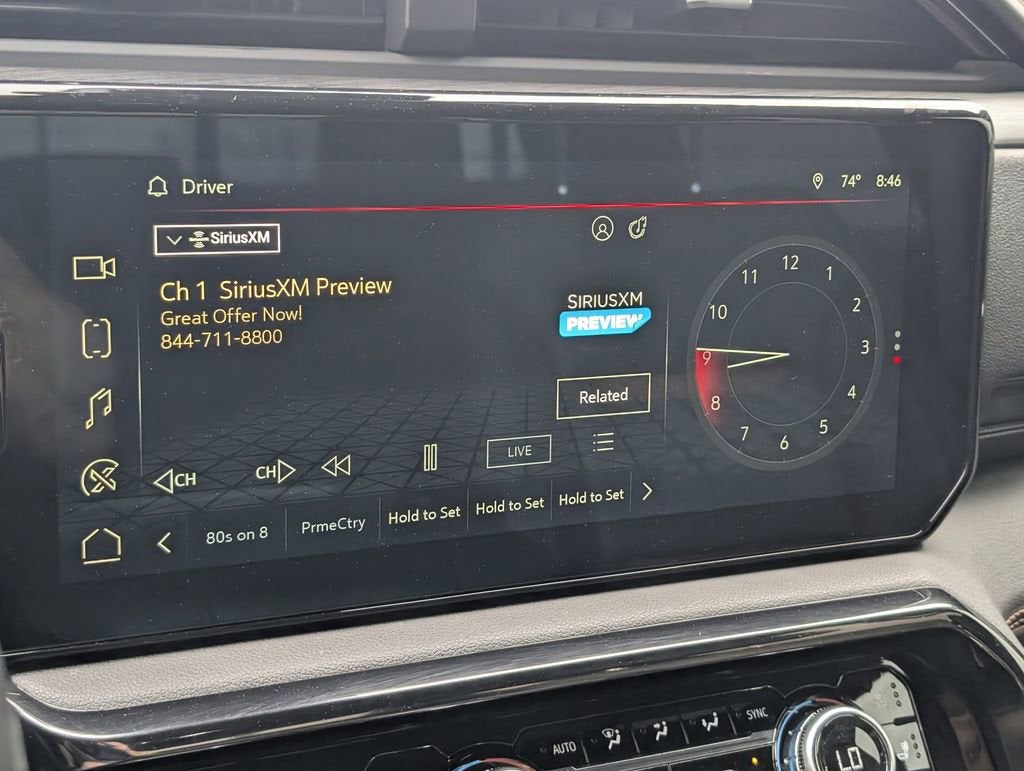 Driver
74° 8:46
SiriusXM
Ch 1 SiriusXM Preview
Great Offer Now!
844-711-8800
SIRIUSXM
PREVIEW
Related
CH
CH
LIVE
80s on 8
PrmeCtry
Hold to Set
Hold to Set
Hold to Set
12
1
2
3
4
5
6
7
8
9
10
11
AUTO
SYNC
LO